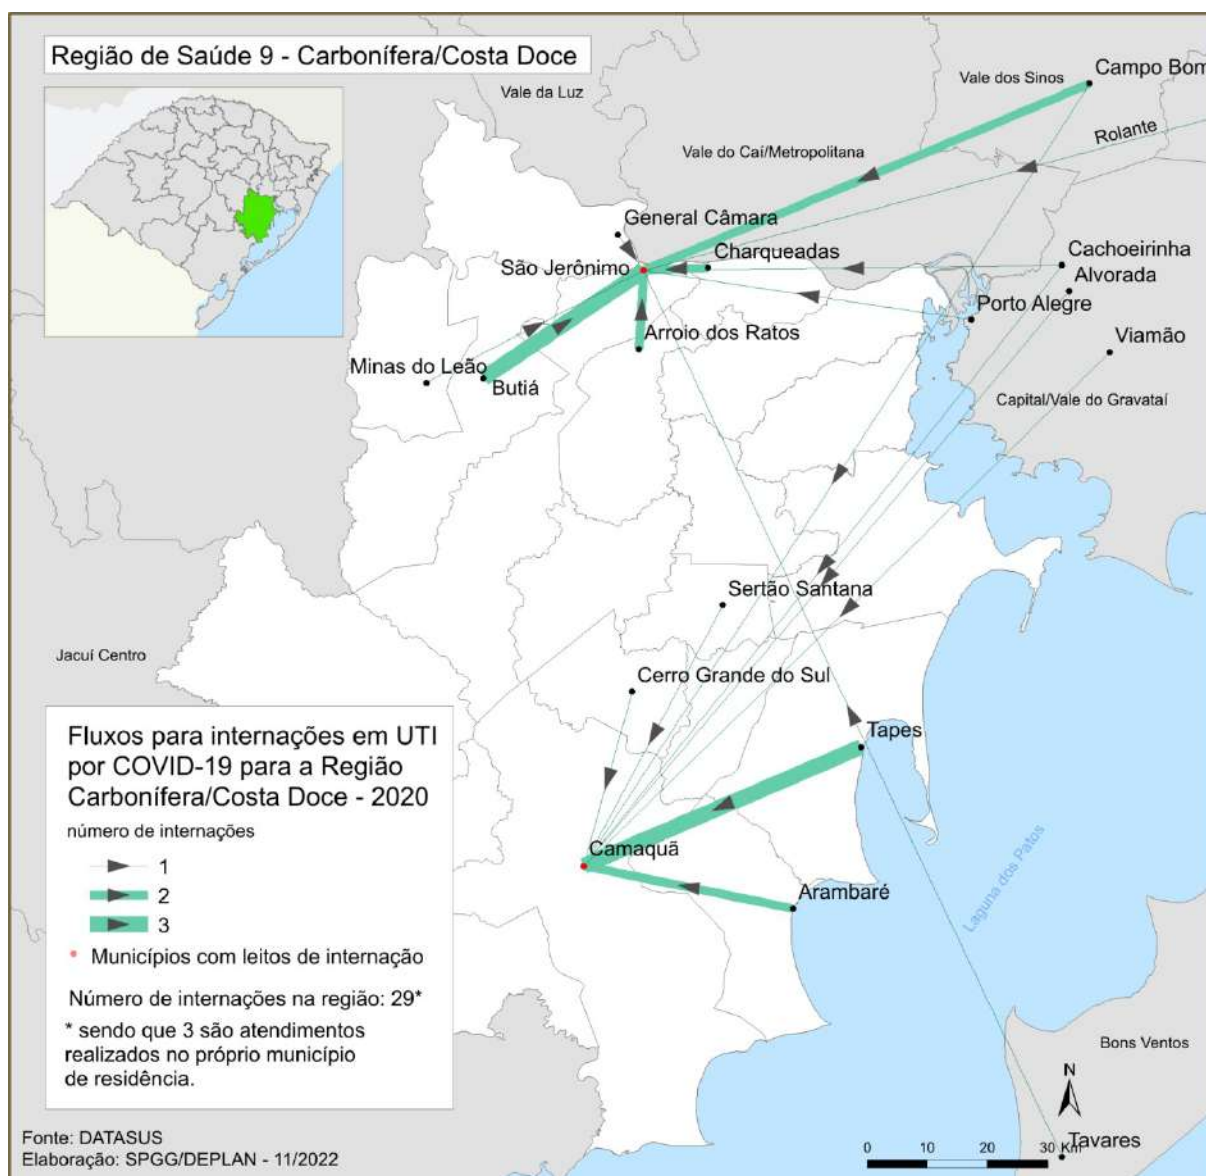 Região de Saúde 9 - Carbonífera/Costa Doce
Vale da Luz
Vale dos Sinos
Campo Bom
Rolante
Vale do Caí/Metropolitana
General Câmara
São Jerônimo
Charqueadas
Cachoeirinha
Alvorada
Porto Alegre
Viamão
Arroio dos Ratos
Minas do Leão
Butiá
Capital/Vale do Gravataí
Sertão Santana
Jacuí Centro
Cerro Grande do Sul
Tapes
Camaquã
Arambaré
Laguna dos Patos
Bons Ventos
Tavares
Fluxos para internações em UTI
por COVID-19 para a Região
Carbonífera/Costa Doce - 2020
número de internações
1
2
3
Municípios com leitos de internação
Número de internações na região: 29*
* sendo que 3 são atendimentos
realizados no próprio município
de residência.
N
0 10 20 30 Km
Fonte: DATASUS
Elaboração: SPGG/DEPLAN - 11/2022